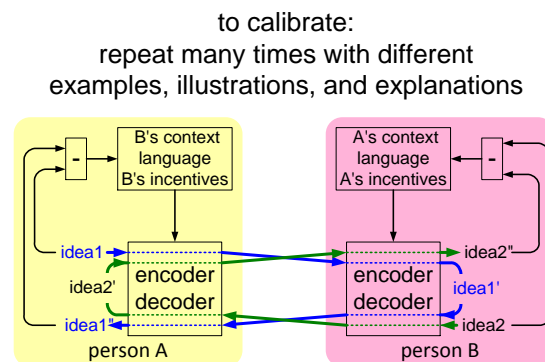 to calibrate:
repeat many times with different
examples, illustrations, and explanations
B's context
language
B's incentives
-
A's context
language
A's incentives
-
idea1
idea2'
idea1"
encoder
decoder
person A
encoder
decoder
idea2"
idea1'
idea2
person B